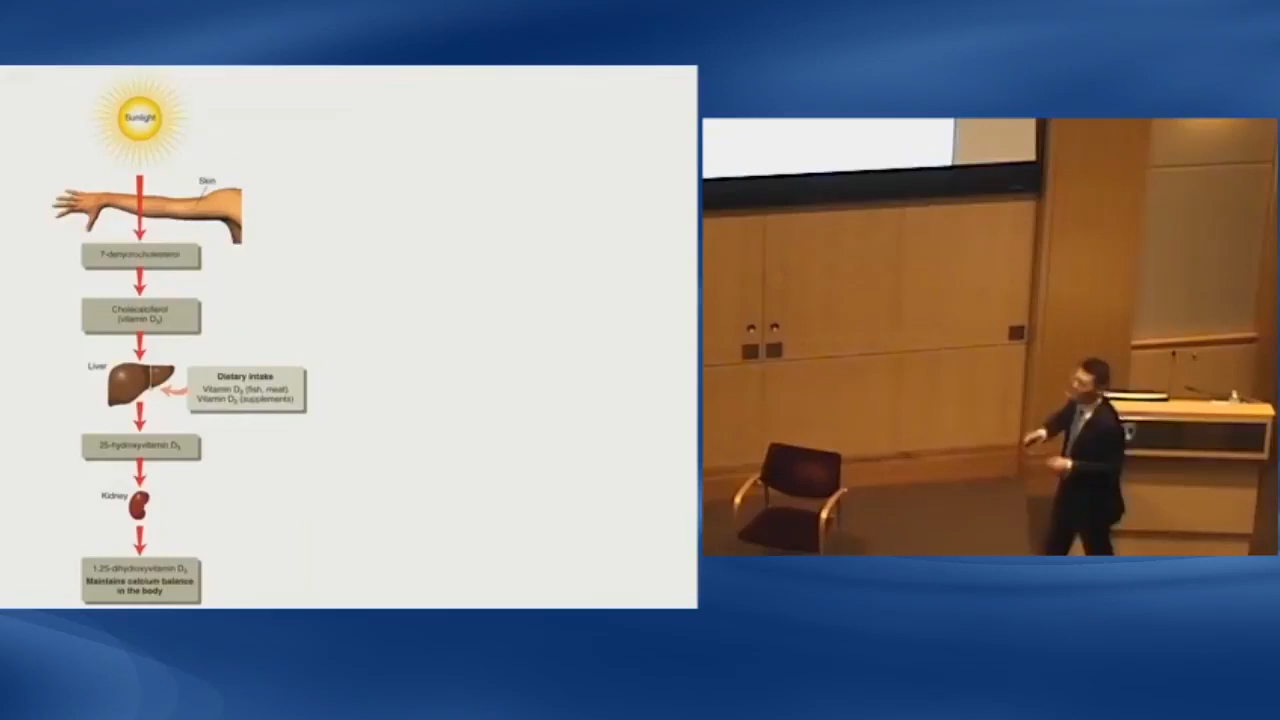 Sunlight
Skin
7-dehydrocholesterol
Cholecalciferol
(vitamin D3)
Liver
Dietary intake
Vitamin D3 (fish, meat)
Vitamin D2 (supplements)
25-hydroxyvitamin D3
Kidney
1,25-dihydroxyvitamin D3
Maintains calcium balance
in the body